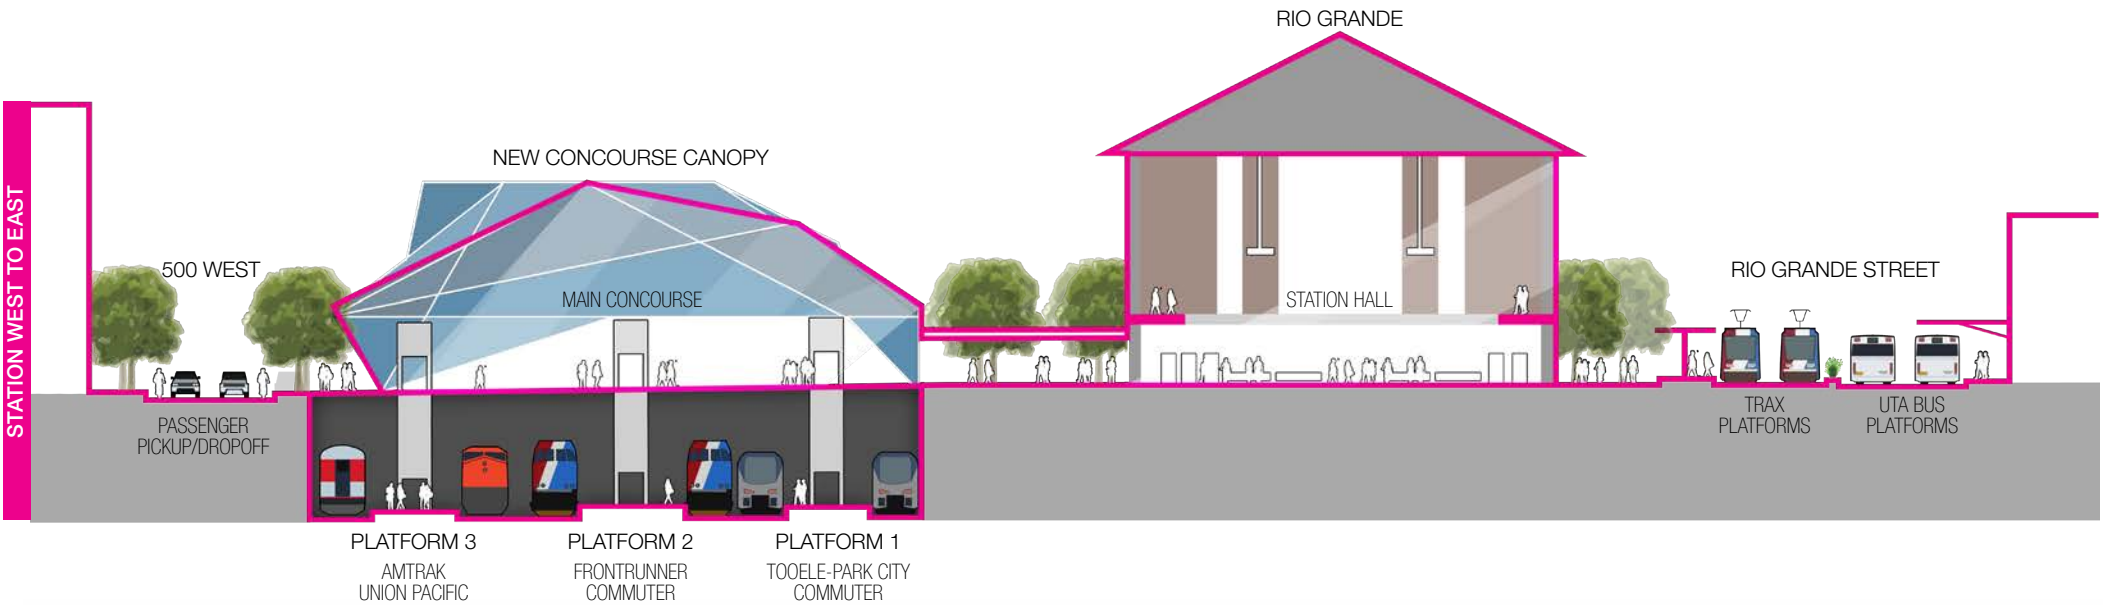 STATION WEST TO EAST
RIO GRANDE
NEW CONCOURSE CANOPY
500 WEST
MAIN CONCOURSE
STATION HALL
RIO GRANDE STREET
PASSENGER
PICKUP/DROPOFF
TRAX
PLATFORMS
UTA BUS
PLATFORMS
PLATFORM 3
AMTRAK
UNION PACIFIC
PLATFORM 2
FRONTRUNNER
COMMUTER
PLATFORM 1
TOOELE-PARK CITY
COMMUTER